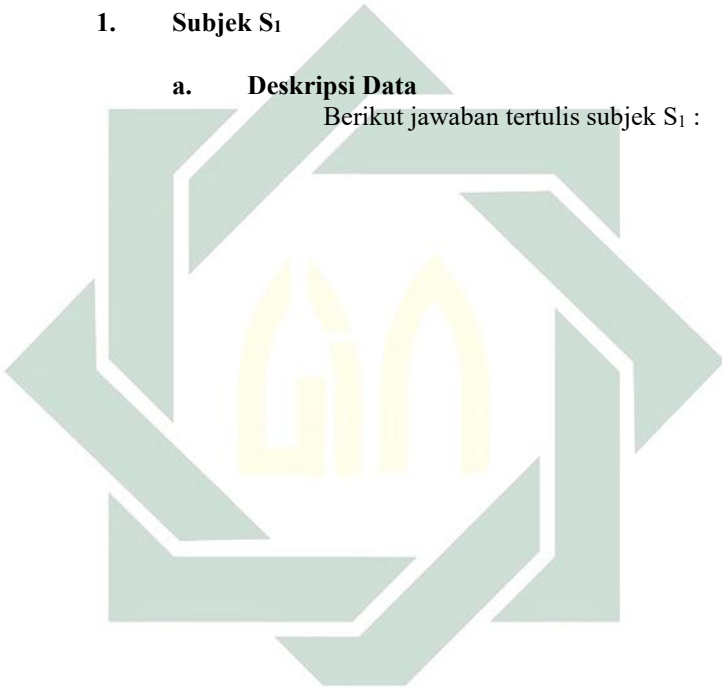 1. Subjek S₁
a. Deskripsi Data
Berikut jawaban tertulis subjek S₁ :